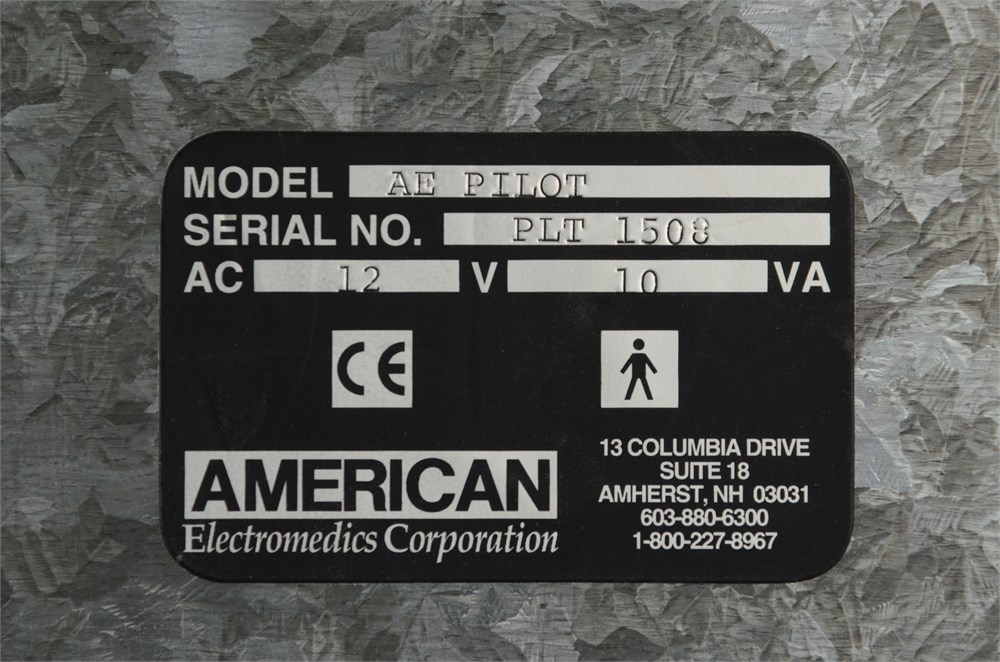 MODEL AE PILOT
SERIAL NO. PLT 1508
AC 12 V 10 VA
CE
AMERICAN
Electromedics Corporation
13 COLUMBIA DRIVE
SUITE 18
AMHERST, NH 03031
603-880-6300
1-800-227-8967